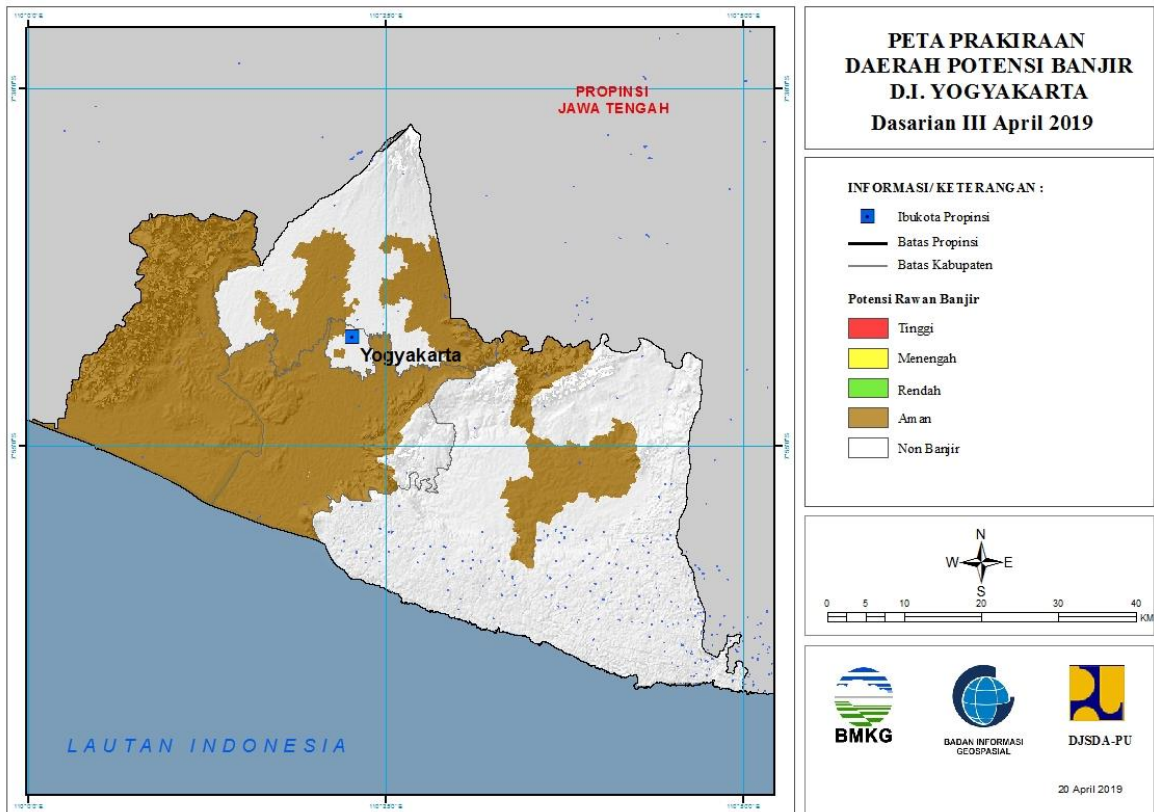 PROPINSI
JAWA TENGAH
Yogyakarta
LAUTAN INDONESIA
PETA PRAKIRAAN
DAERAH POTENSI BANJIR
D.I. YOGYAKARTA
Dasarian III April 2019
INFORMASI/ KETERANGAN :
Ibukota Propinsi
Batas Propinsi
Batas Kabupaten
Potensi Rawan Banjir
Tinggi
Menengah
Rendah
Aman
Non Banjir
N
W E
S
0 5 10 20 30 40
KM
BMKG
BADAN INFORMASI
GEOSPASIAL
DJSDA-PU
20 April 2019